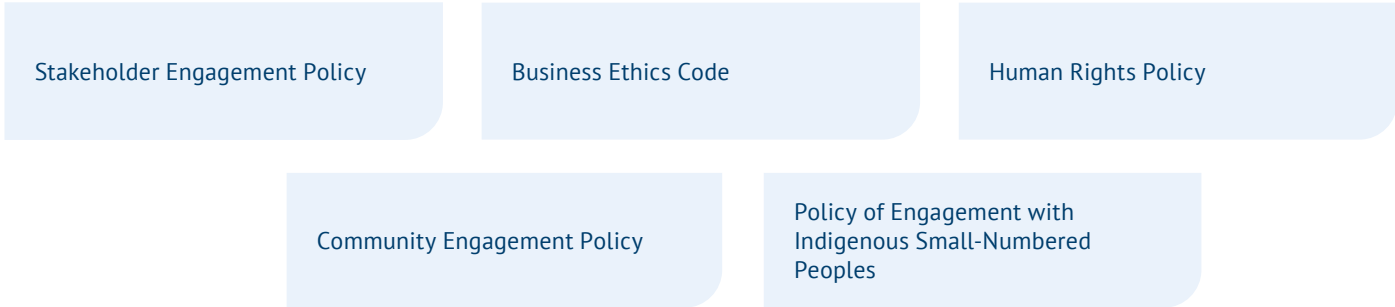 Stakeholder Engagement Policy
Business Ethics Code
Human Rights Policy
Community Engagement Policy
Policy of Engagement with
Indigenous Small-Numbered
Peoples